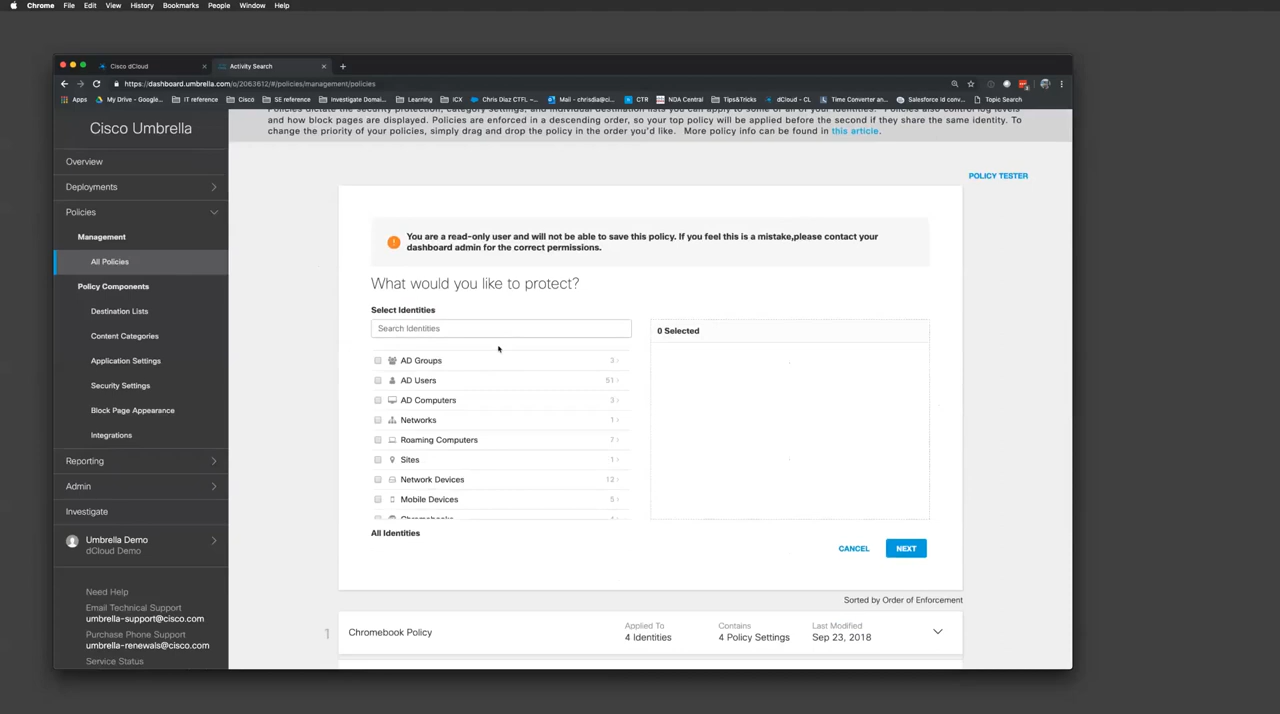 Chrome File Edit View History Bookmarks People Window Help
Cisco dCloud
Activity Search
https://dashboard.umbrella.com/o/2063612/#/policies/management/policies
Apps My Drive - Google... IT reference Cisco SE reference Investigate Domai... Learning ICX Chris Diaz CTFL –... Mail – chrisdia@ci... CTR NDA Central Tips&Tricks dCloud - CL Time Converter an... Salesforce id conv... Topic Search
and how block pages are displayed. Policies are enforced in a descending order, so your top policy will be applied before the second if they share the same identity. To
change the priority of your policies, simply drag and drop the policy in the order you'd like. More policy info can be found in this article.
Cisco Umbrella
Overview
Deployments
Policies
Management
All Policies
Policy Components
Destination Lists
Content Categories
Application Settings
Security Settings
Block Page Appearance
Integrations
Reporting
Admin
Investigate
Umbrella Demo
dCloud Demo
Need Help
Email Technical Support
umbrella-support@cisco.com
Purchase Phone Support
umbrella-renewals@cisco.com
Service Status
POLICY TESTER
You are a read-only user and will not be able to save this policy. If you feel this is a mistake,please contact your
dashboard admin for the correct permissions.
What would you like to protect?
Select Identities
Search Identities
AD Groups 3
AD Users 51
AD Computers 3
Networks 1
Roaming Computers 7
Sites 1
Network Devices 12
Mobile Devices 5
Chromebooks
All Identities
0 Selected
CANCEL NEXT
Sorted by Order of Enforcement
1 Chromebook Policy
Applied To
4 Identities
Contains
4 Policy Settings
Last Modified
Sep 23, 2018